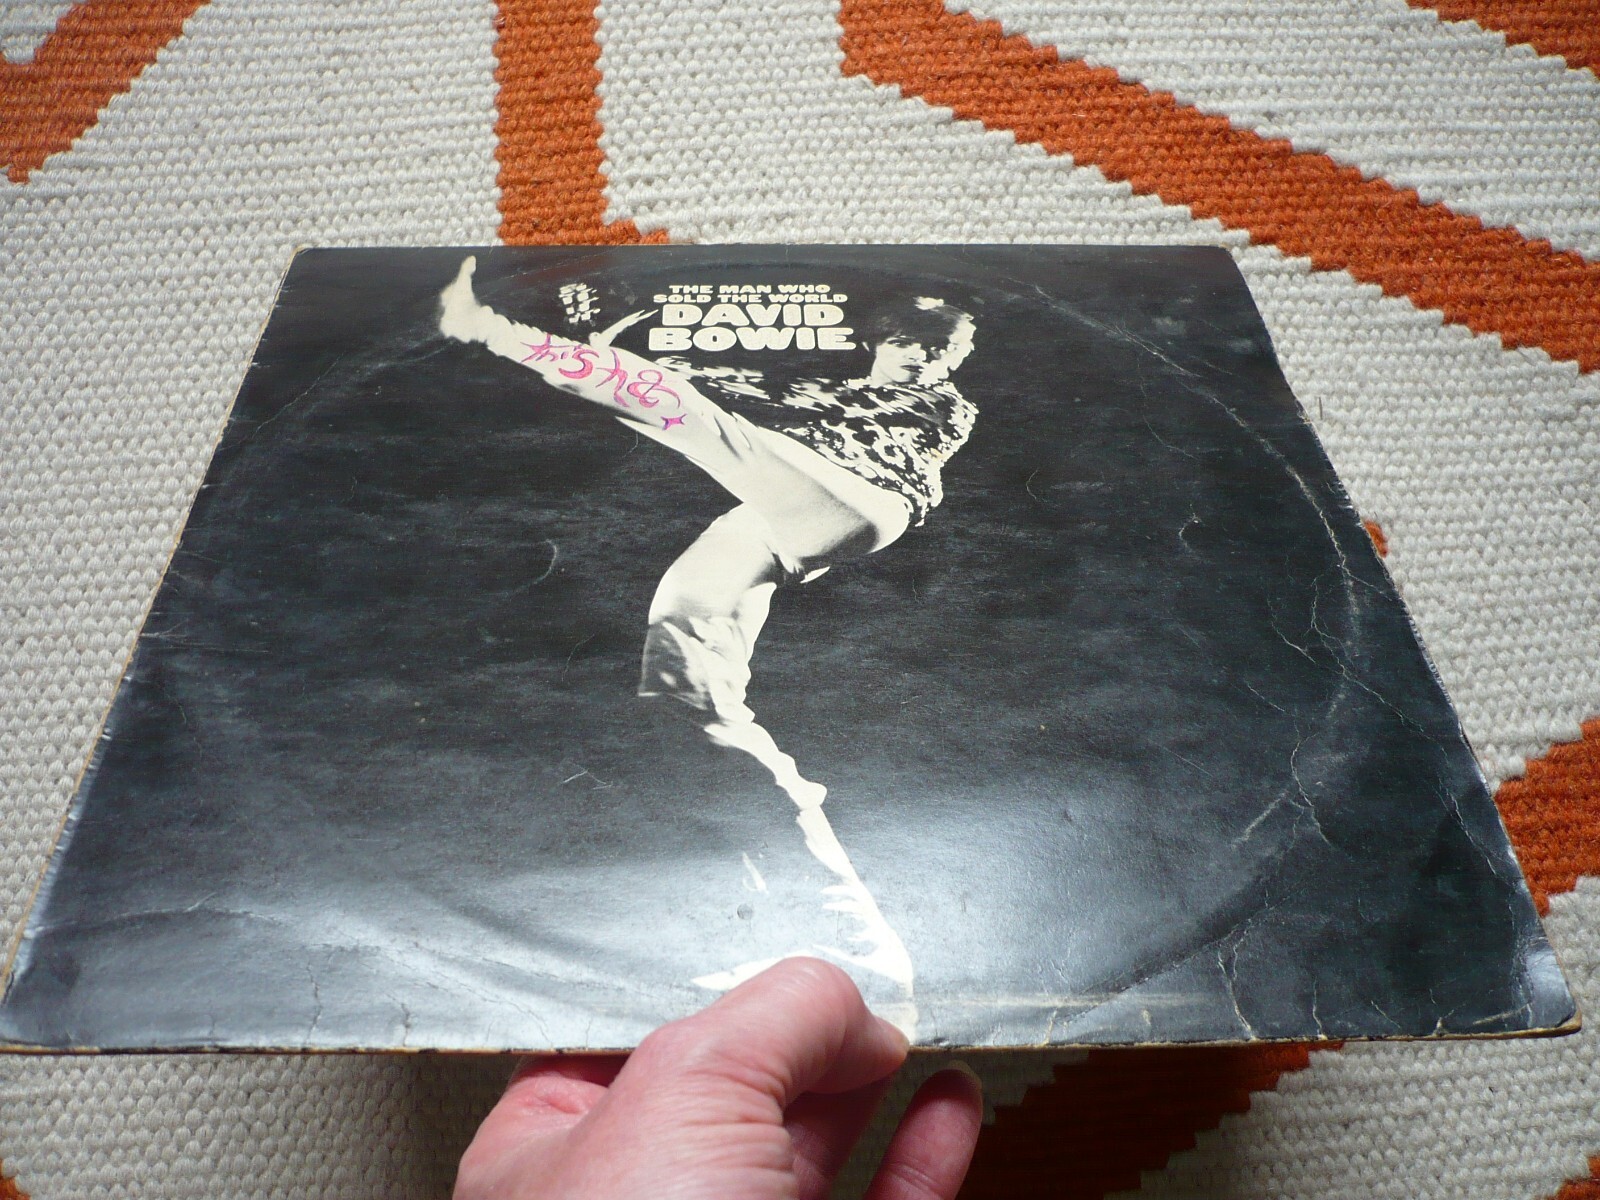 THE MAN WHO
SOLD THE WORLD
DAVID
BOWIE